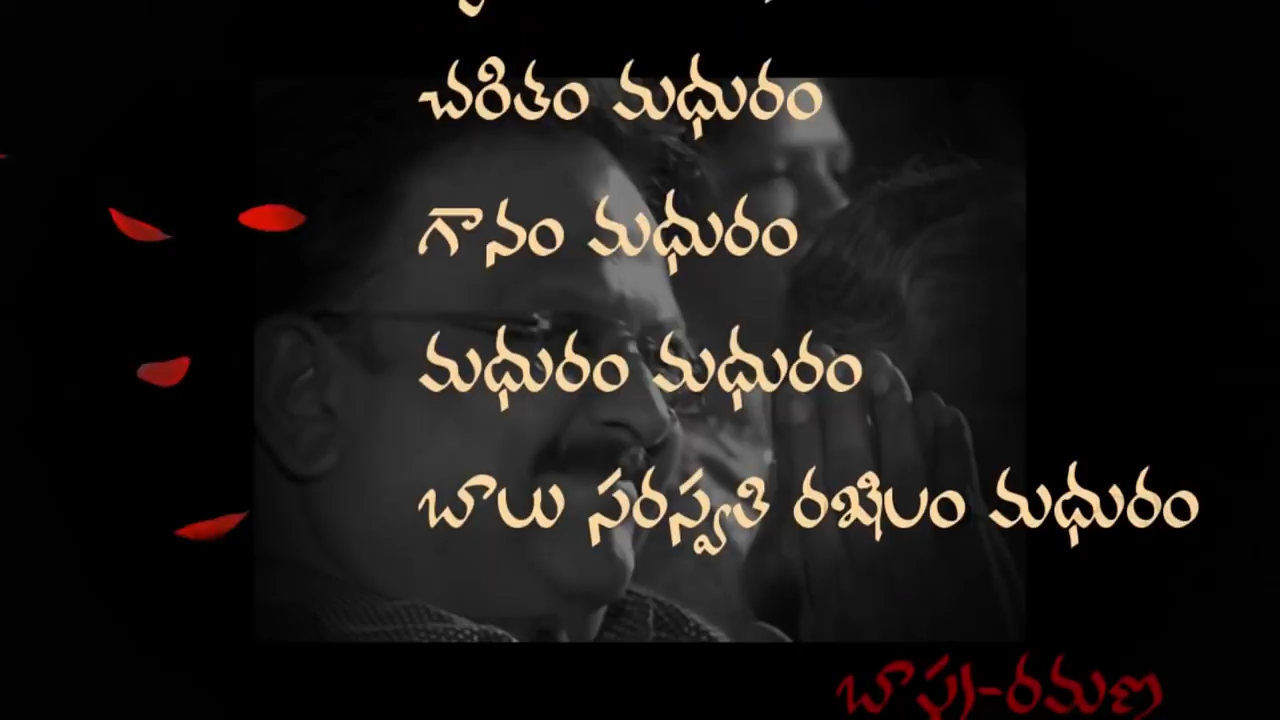 చరితం మధురం
గానం మధురం
మధురం మధురం
బాలు సరస్వతి రఖిలం మధురం
బాపు-రమణ